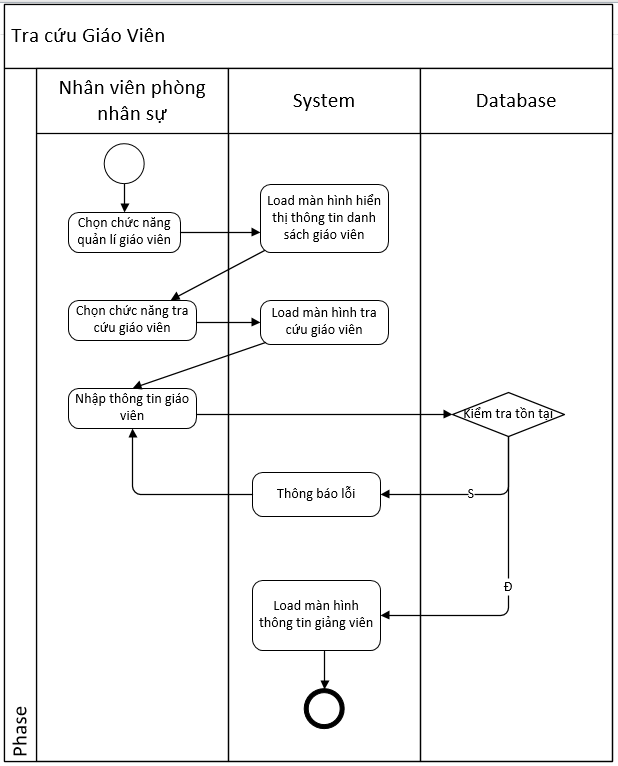 Tra cứu Giáo Viên
Nhân viên phòng
nhân sự
System
Database
Load màn hình hiển
thị thông tin danh
sách giáo viên
Chọn chức năng
quản lí giáo viên
Chọn chức năng tra
cứu giáo viên
Load màn hình tra
cứu giáo viên
Nhập thông tin giáo
viên
Kiểm tra tồn tại
Thông báo lỗi
S
Đ
Load màn hình
thông tin giảng viên
Phase